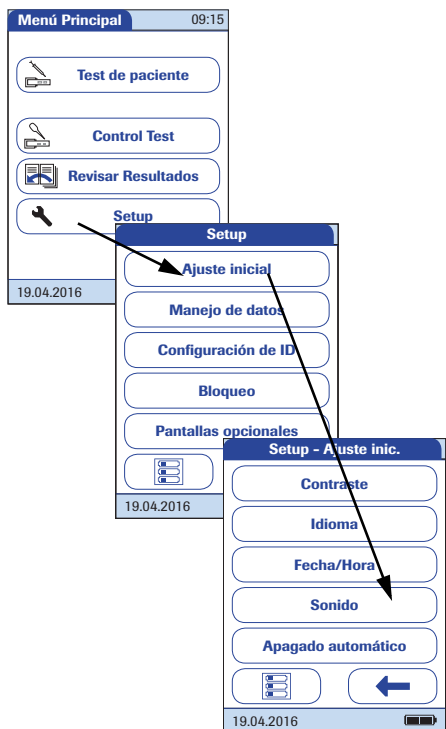 Menú Principal 09:15
Test de paciente
Control Test
Revisar Resultados
Setup
19.04.2016
Setup
Ajuste inicial
Manejo de datos
Configuración de ID
Bloqueo
Pantallas opcionales
19.04.2016
Setup - Ajuste inic.
Contraste
Idioma
Fecha/Hora
Sonido
Apagado automático
19.04.2016